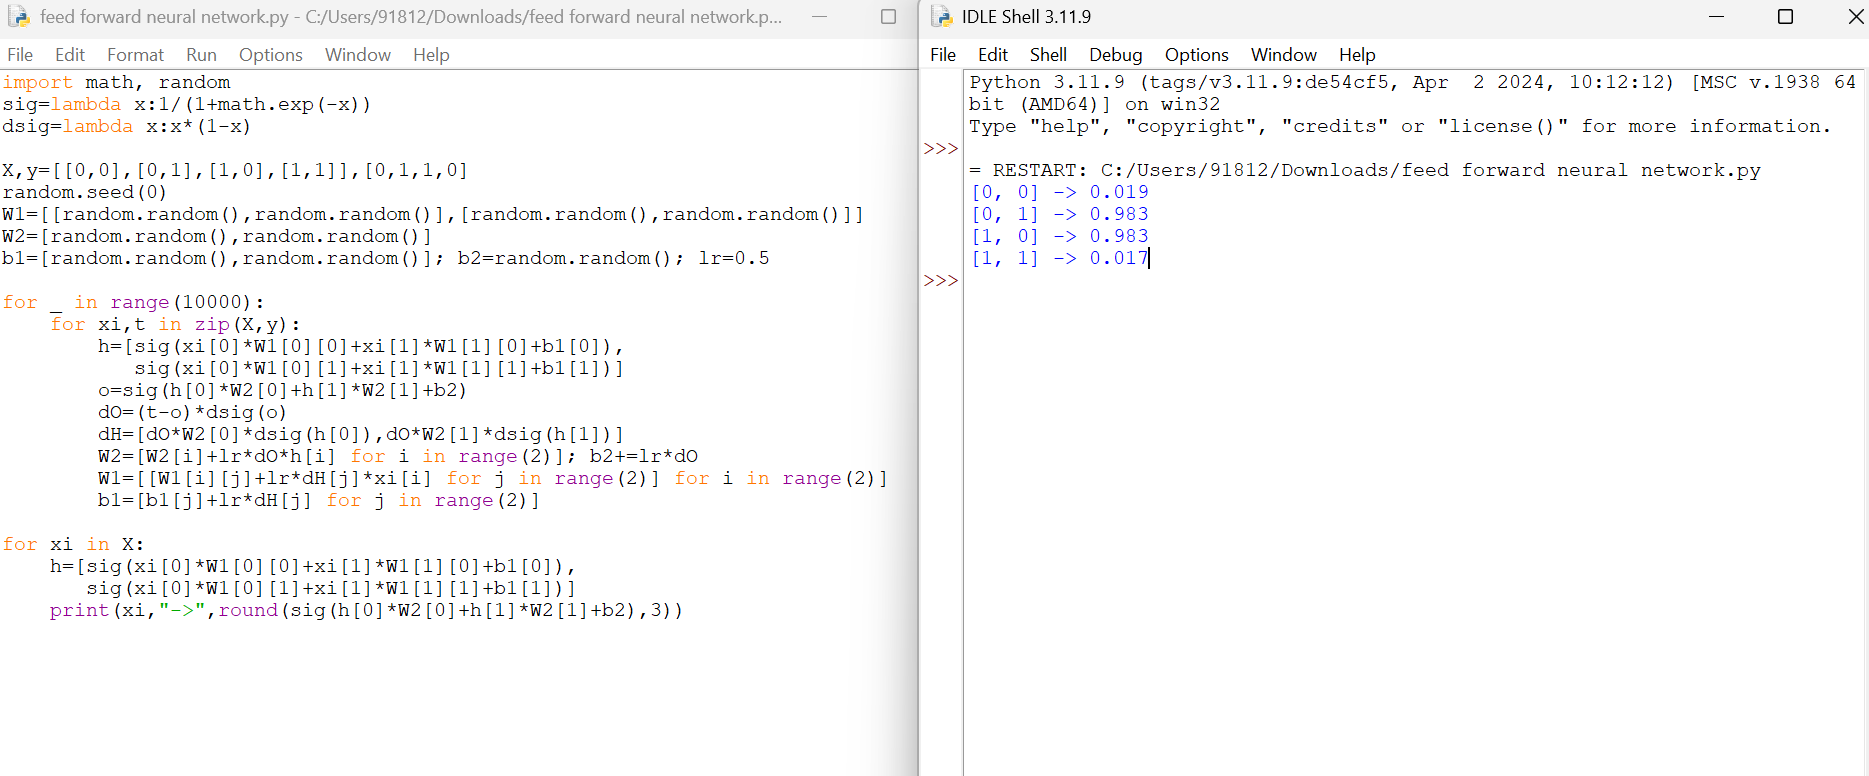 feed forward neural network.py - C:/Users/91812/Downloads/feed forward neural network.p...
File Edit Format Run Options Window Help
import math, random
sig=lambda x:1/(1+math.exp(-x))
dsig=lambda x:x*(1-x)

X,y=[[0,0],[0,1],[1,0],[1,1]],[0,1,1,0]
random.seed(0)
W1=[[random.random(),random.random()],[random.random(),random.random()]]
W2=[random.random(),random.random()]
b1=[random.random(),random.random()]; b2=random.random(); lr=0.5

for _ in range(10000):
    for xi,t in zip(X,y):
        h=[sig(xi[0]*W1[0][0]+xi[1]*W1[1][0]+b1[0]),
           sig(xi[0]*W1[0][1]+xi[1]*W1[1][1]+b1[1])]
        o=sig(h[0]*W2[0]+h[1]*W2[1]+b2)
        dO=(t-o)*dsig(o)
        dH=[dO*W2[0]*dsig(h[0]),dO*W2[1]*dsig(h[1])]
        W2=[W2[i]+lr*dO*h[i] for i in range(2)]; b2+=lr*dO
        W1=[[W1[i][j]+lr*dH[j]*xi[i] for j in range(2)] for i in range(2)]
        b1=[b1[j]+lr*dH[j] for j in range(2)]

for xi in X:
    h=[sig(xi[0]*W1[0][0]+xi[1]*W1[1][0]+b1[0]),
       sig(xi[0]*W1[0][1]+xi[1]*W1[1][1]+b1[1])]
    print(xi,"->",round(sig(h[0]*W2[0]+h[1]*W2[1]+b2),3))
IDLE Shell 3.11.9
File Edit Shell Debug Options Window Help
Python 3.11.9 (tags/v3.11.9:de54cf5, Apr  2 2024, 10:12:12) [MSC v.1938 64
bit (AMD64)] on win32
Type "help", "copyright", "credits" or "license()" for more information.
>>>
= RESTART: C:/Users/91812/Downloads/feed forward neural network.py
[0, 0] -> 0.019
[0, 1] -> 0.983
[1, 0] -> 0.983
[1, 1] -> 0.017
>>>